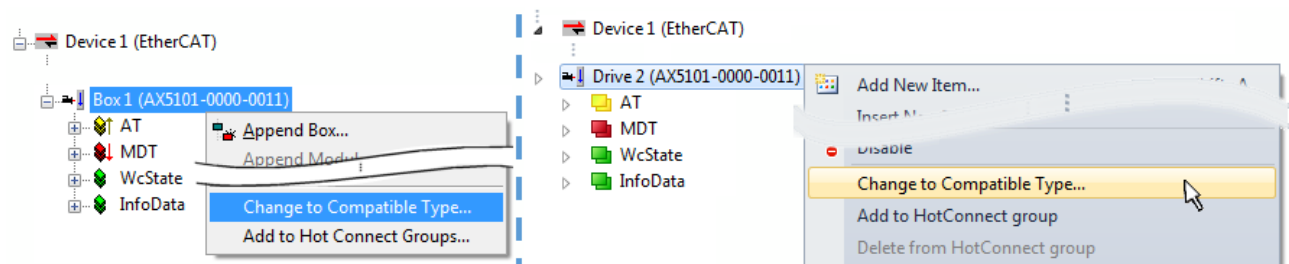 Device 1 (EtherCAT)
Box 1 (AX5101-0000-0011)
AT
MDT
WcState
InfoData
Append Box...
Append Modul
Change to Compatible Type...
Add to Hot Connect Groups...
Device 1 (EtherCAT)
Drive 2 (AX5101-0000-0011)
AT
MDT
WcState
InfoData
Add New Item...
Insert
Disable
Change to Compatible Type...
Add to HotConnect group
Delete from HotConnect group